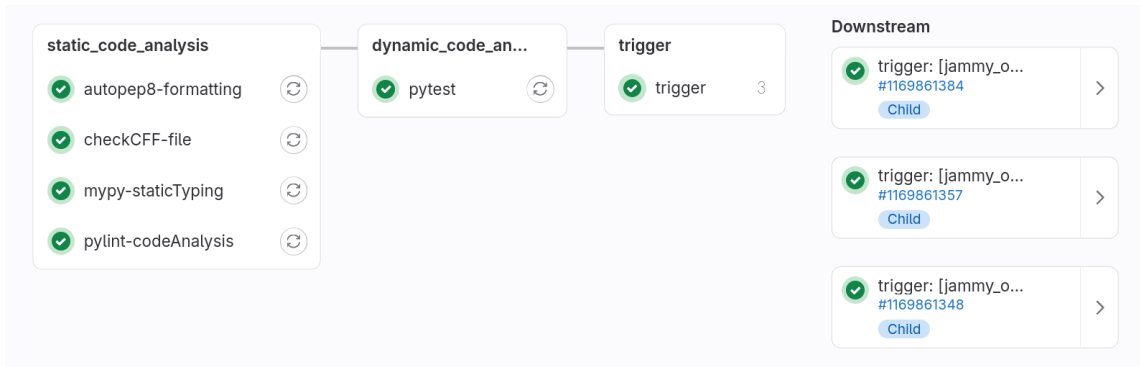 static_code_analysis
autopep8-formatting
checkCFF-file
mypy-staticTyping
pylint-codeAnalysis
dynamic_code_an...
pytest
trigger
trigger 3
Downstream
trigger: [jammy_o...
#1169861384
Child
trigger: [jammy_o...
#1169861357
Child
trigger: [jammy_o...
#1169861348
Child